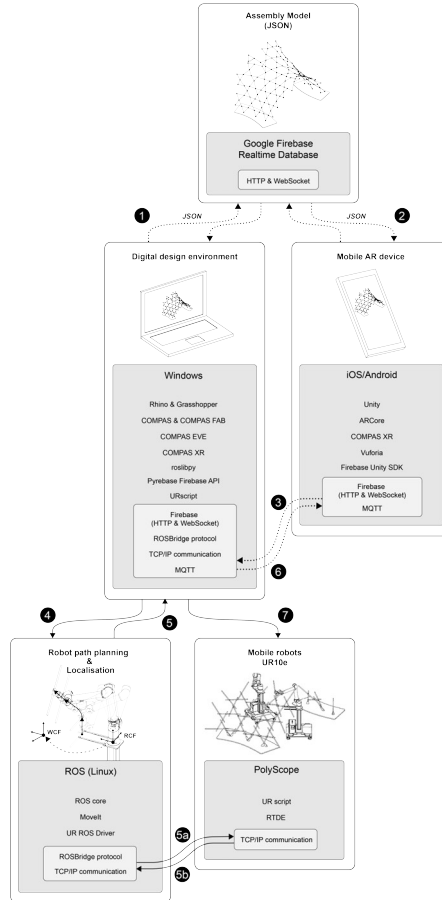 Assembly Model
(JSON)
Google Firebase
Realtime Database
HTTP & WebSocket
1
JSON
JSON
2
Digital design environment
Windows
Rhino & Grasshopper
COMPAS & COMPAS FAB
COMPAS EVE
COMPAS XR
roslibpy
Pyrebase Firebase API
URscript
Firebase
(HTTP & WebSocket)
ROSBridge protocol
TCP/IP communication
MQTT
Mobile AR device
iOS/Android
Unity
ARCore
COMPAS XR
Vuforia
Firebase Unity SDK
Firebase
(HTTP & WebSocket)
MQTT
3
6
4
5
7
Robot path planning
&
Localisation
WCF
RCF
ROS (Linux)
ROS core
MoveIt
UR ROS Driver
ROSBridge protocol
TCP/IP communication
5a
5b
Mobile robots
UR10e
PolyScope
UR script
RTDE
TCP/IP communication